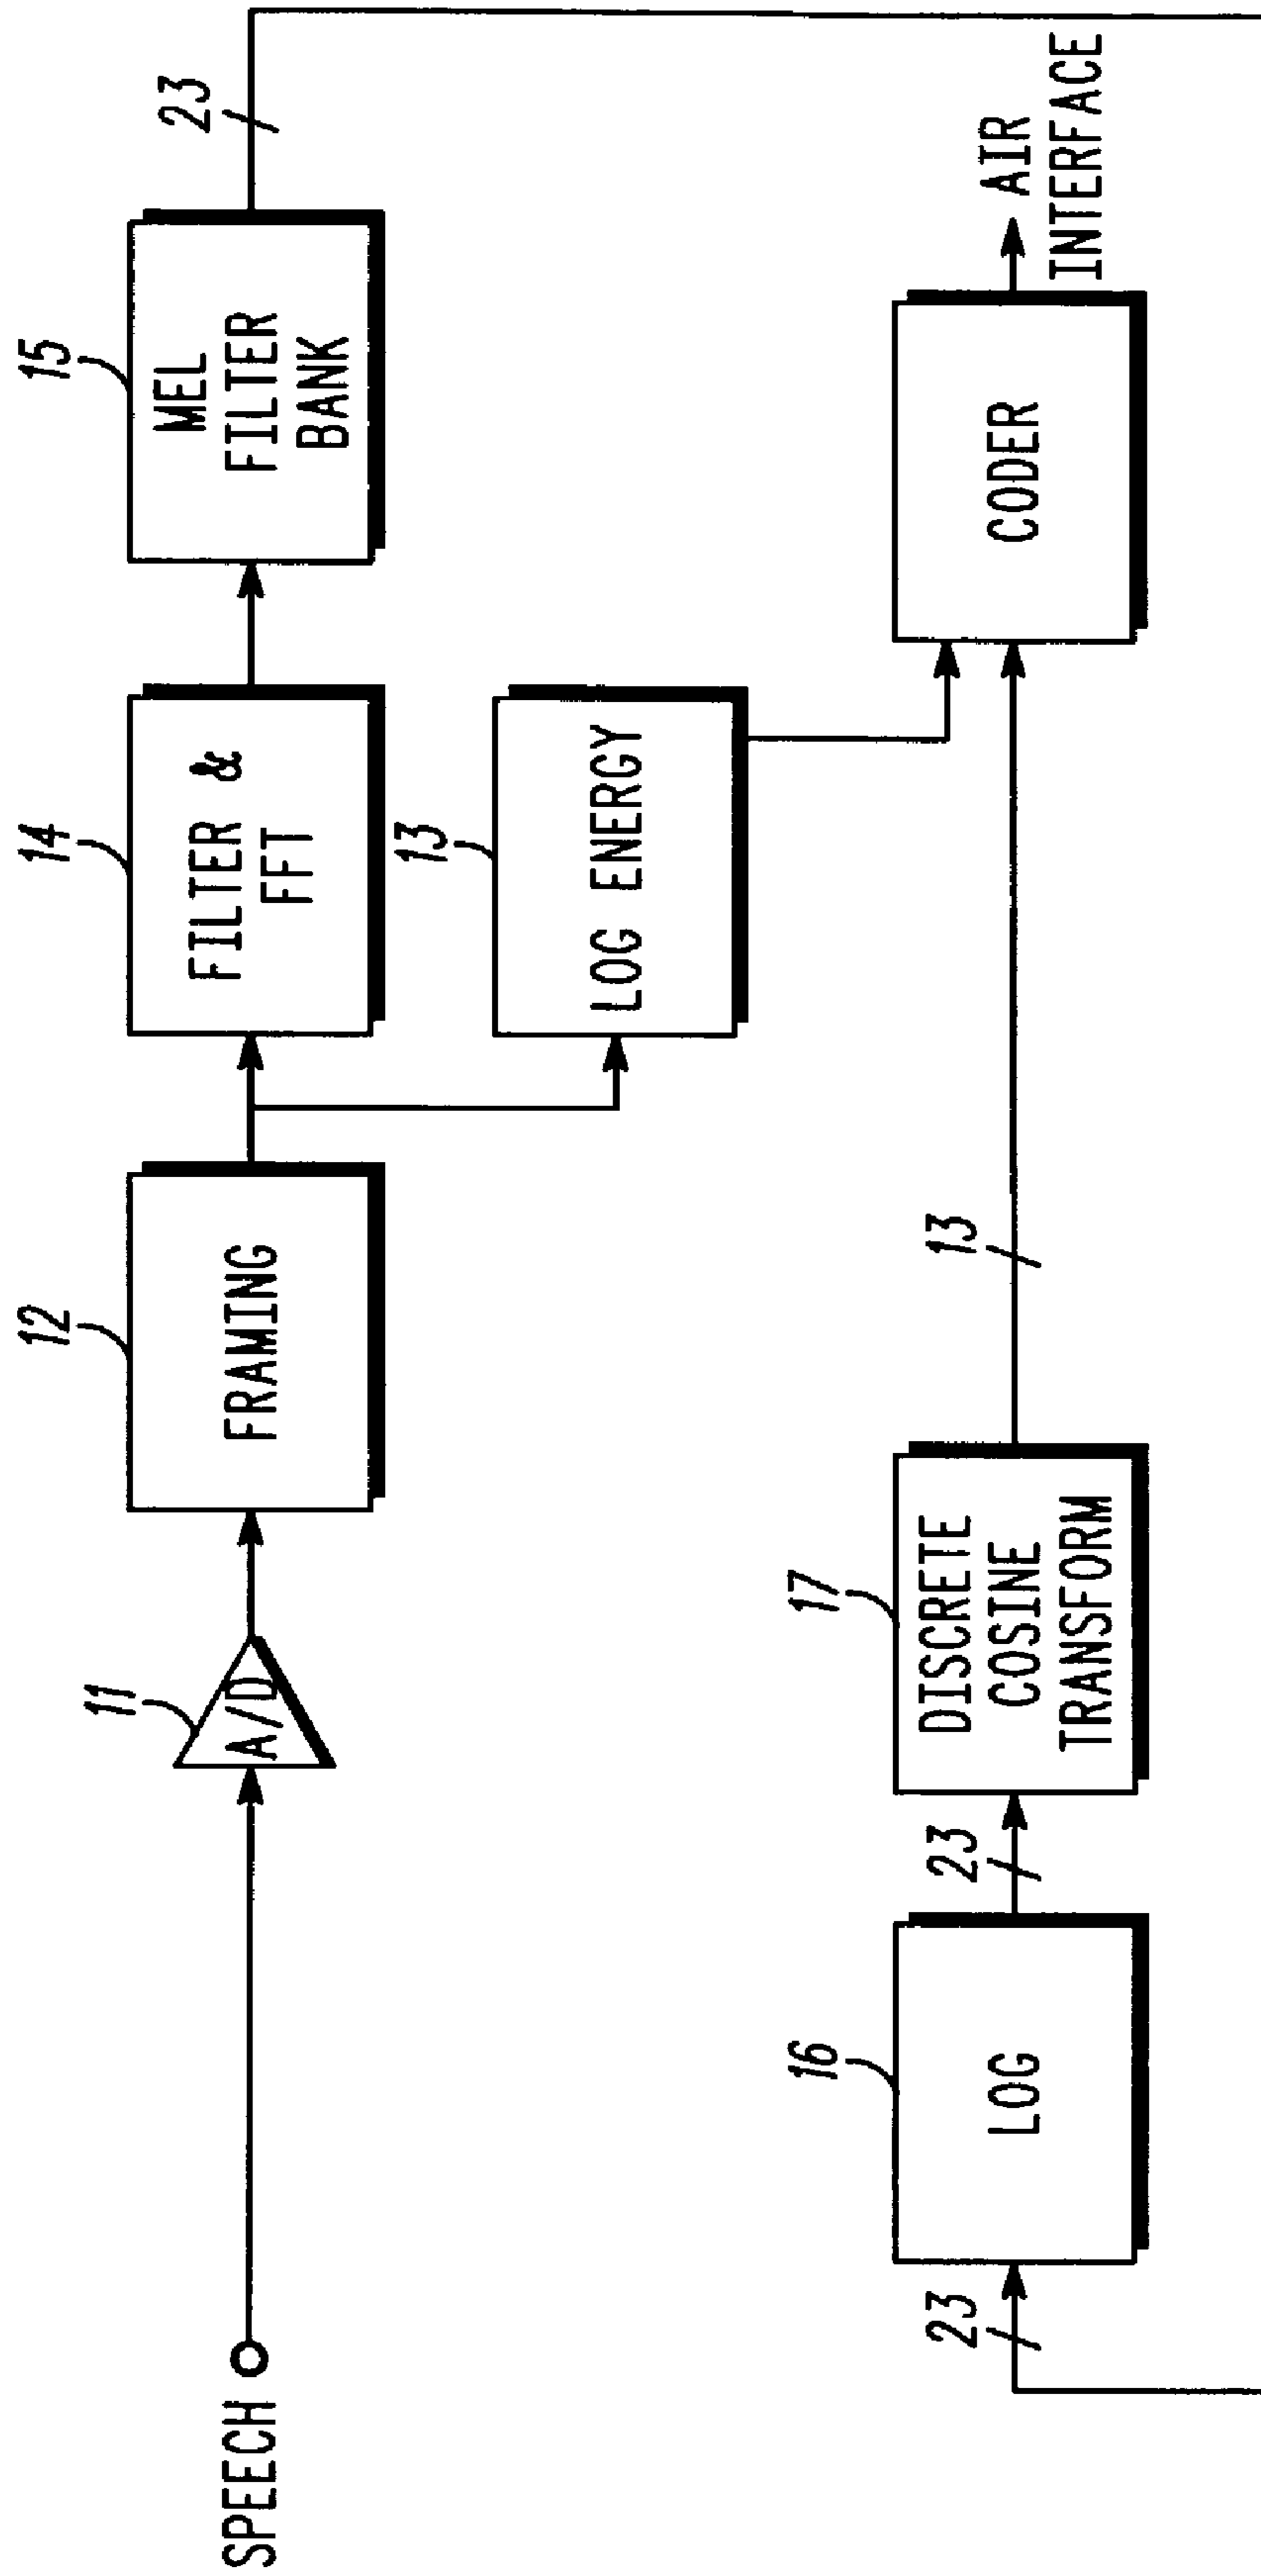 SPEECH
11
A/D
12
FRAMING
14
FILTER &
FFT
15
MEL
FILTER
BANK
23
13
LOG ENERGY
23
16
LOG
23
17
DISCRETE
COSINE
TRANSFORM
13
CODER
AIR
INTERFACE